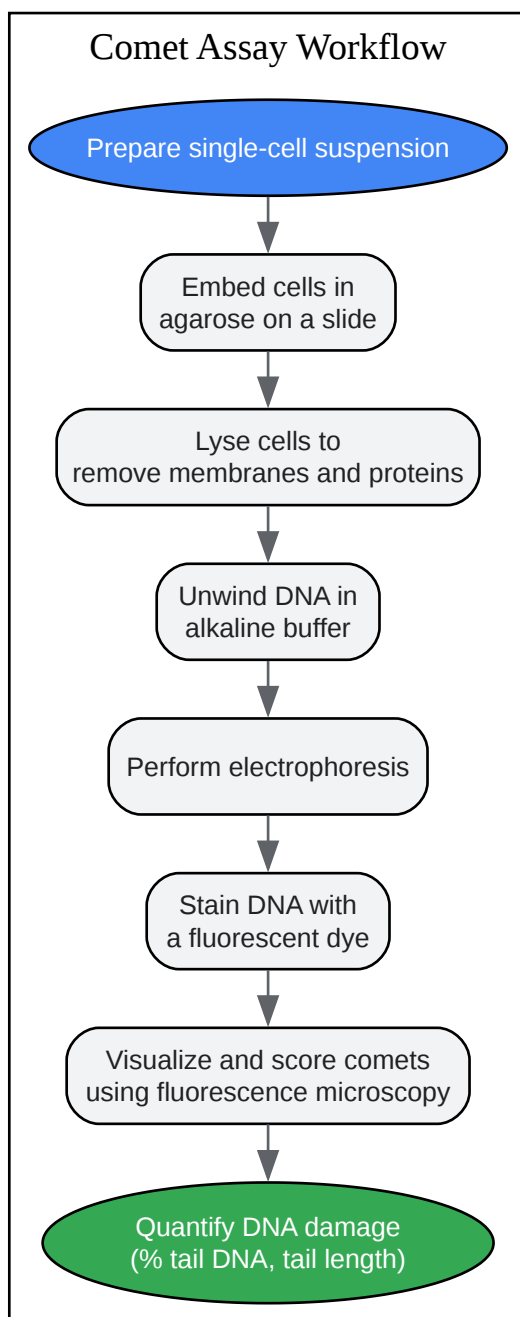 Comet Assay Workflow
Prepare single-cell suspension
Embed cells in
agarose on a slide
Lyse cells to
remove membranes and proteins
Unwind DNA in
alkaline buffer
Perform electrophoresis
Stain DNA with
a fluorescent dye
Visualize and score comets
using fluorescence microscopy
Quantify DNA damage
(% tail DNA, tail length)